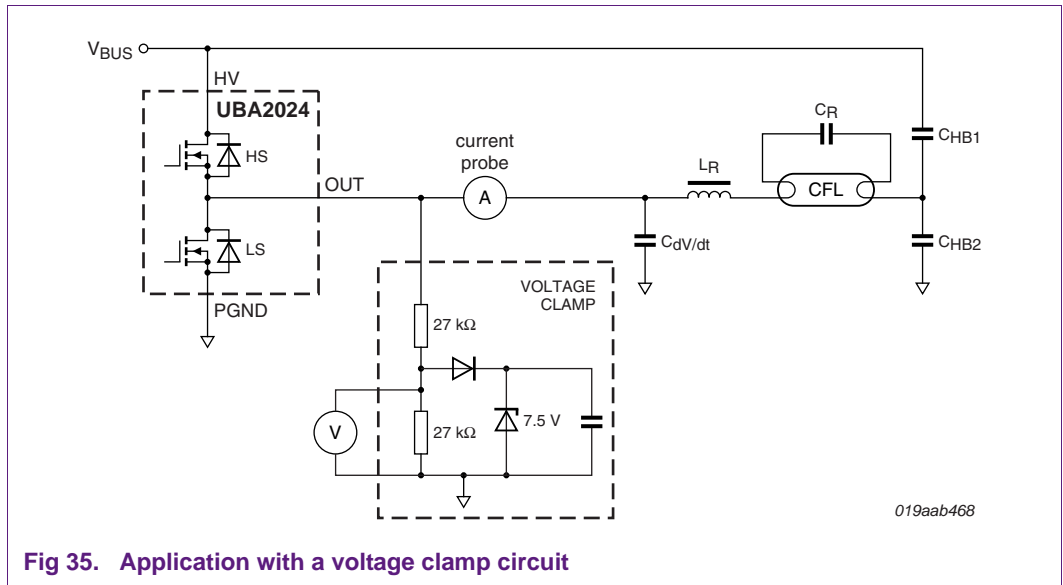 VBUS
HV
UBA2024
HS
OUT
LS
PGND
current
probe
A
LR
CR
CFL
CHB1
CdV/dt
CHB2
VOLTAGE
CLAMP
27 kΩ
27 kΩ
7.5 V
V
019aab468
Fig 35. Application with a voltage clamp circuit